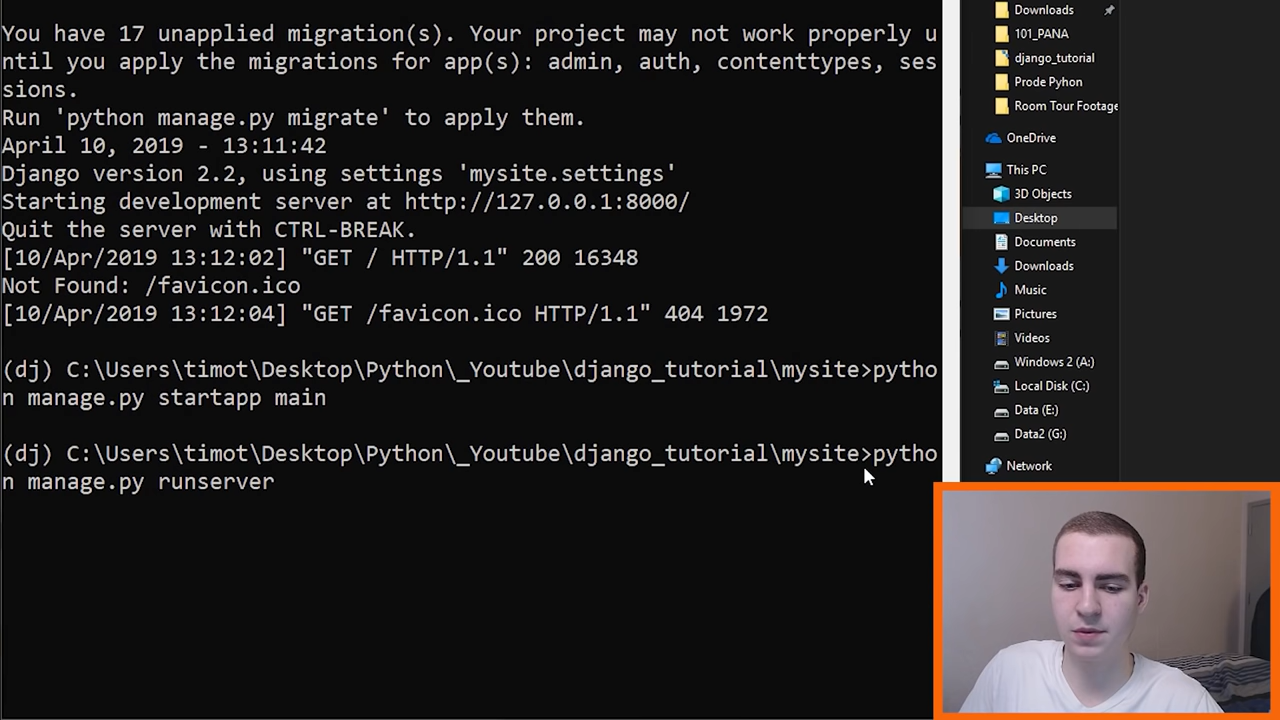 You have 17 unapplied migration(s). Your project may not work properly u
ntil you apply the migrations for app(s): admin, auth, contenttypes, ses
sions.
Run 'python manage.py migrate' to apply them.
April 10, 2019 - 13:11:42
Django version 2.2, using settings 'mysite.settings'
Starting development server at http://127.0.0.1:8000/
Quit the server with CTRL-BREAK.
[10/Apr/2019 13:12:02] "GET / HTTP/1.1" 200 16348
Not Found: /favicon.ico
[10/Apr/2019 13:12:04] "GET /favicon.ico HTTP/1.1" 404 1972
(dj) C:\Users\timot\Desktop\Python\_Youtube\django_tutorial\mysite>pytho
n manage.py startapp main
(dj) C:\Users\timot\Desktop\Python\_Youtube\django_tutorial\mysite>pytho
n manage.py runserver
Downloads
101_PANA
django_tutorial
Prode Pyhon
Room Tour Footage
OneDrive
This PC
3D Objects
Desktop
Documents
Downloads
Music
Pictures
Videos
Windows 2 (A:)
Local Disk (C:)
Data (E:)
Data2 (G:)
Network